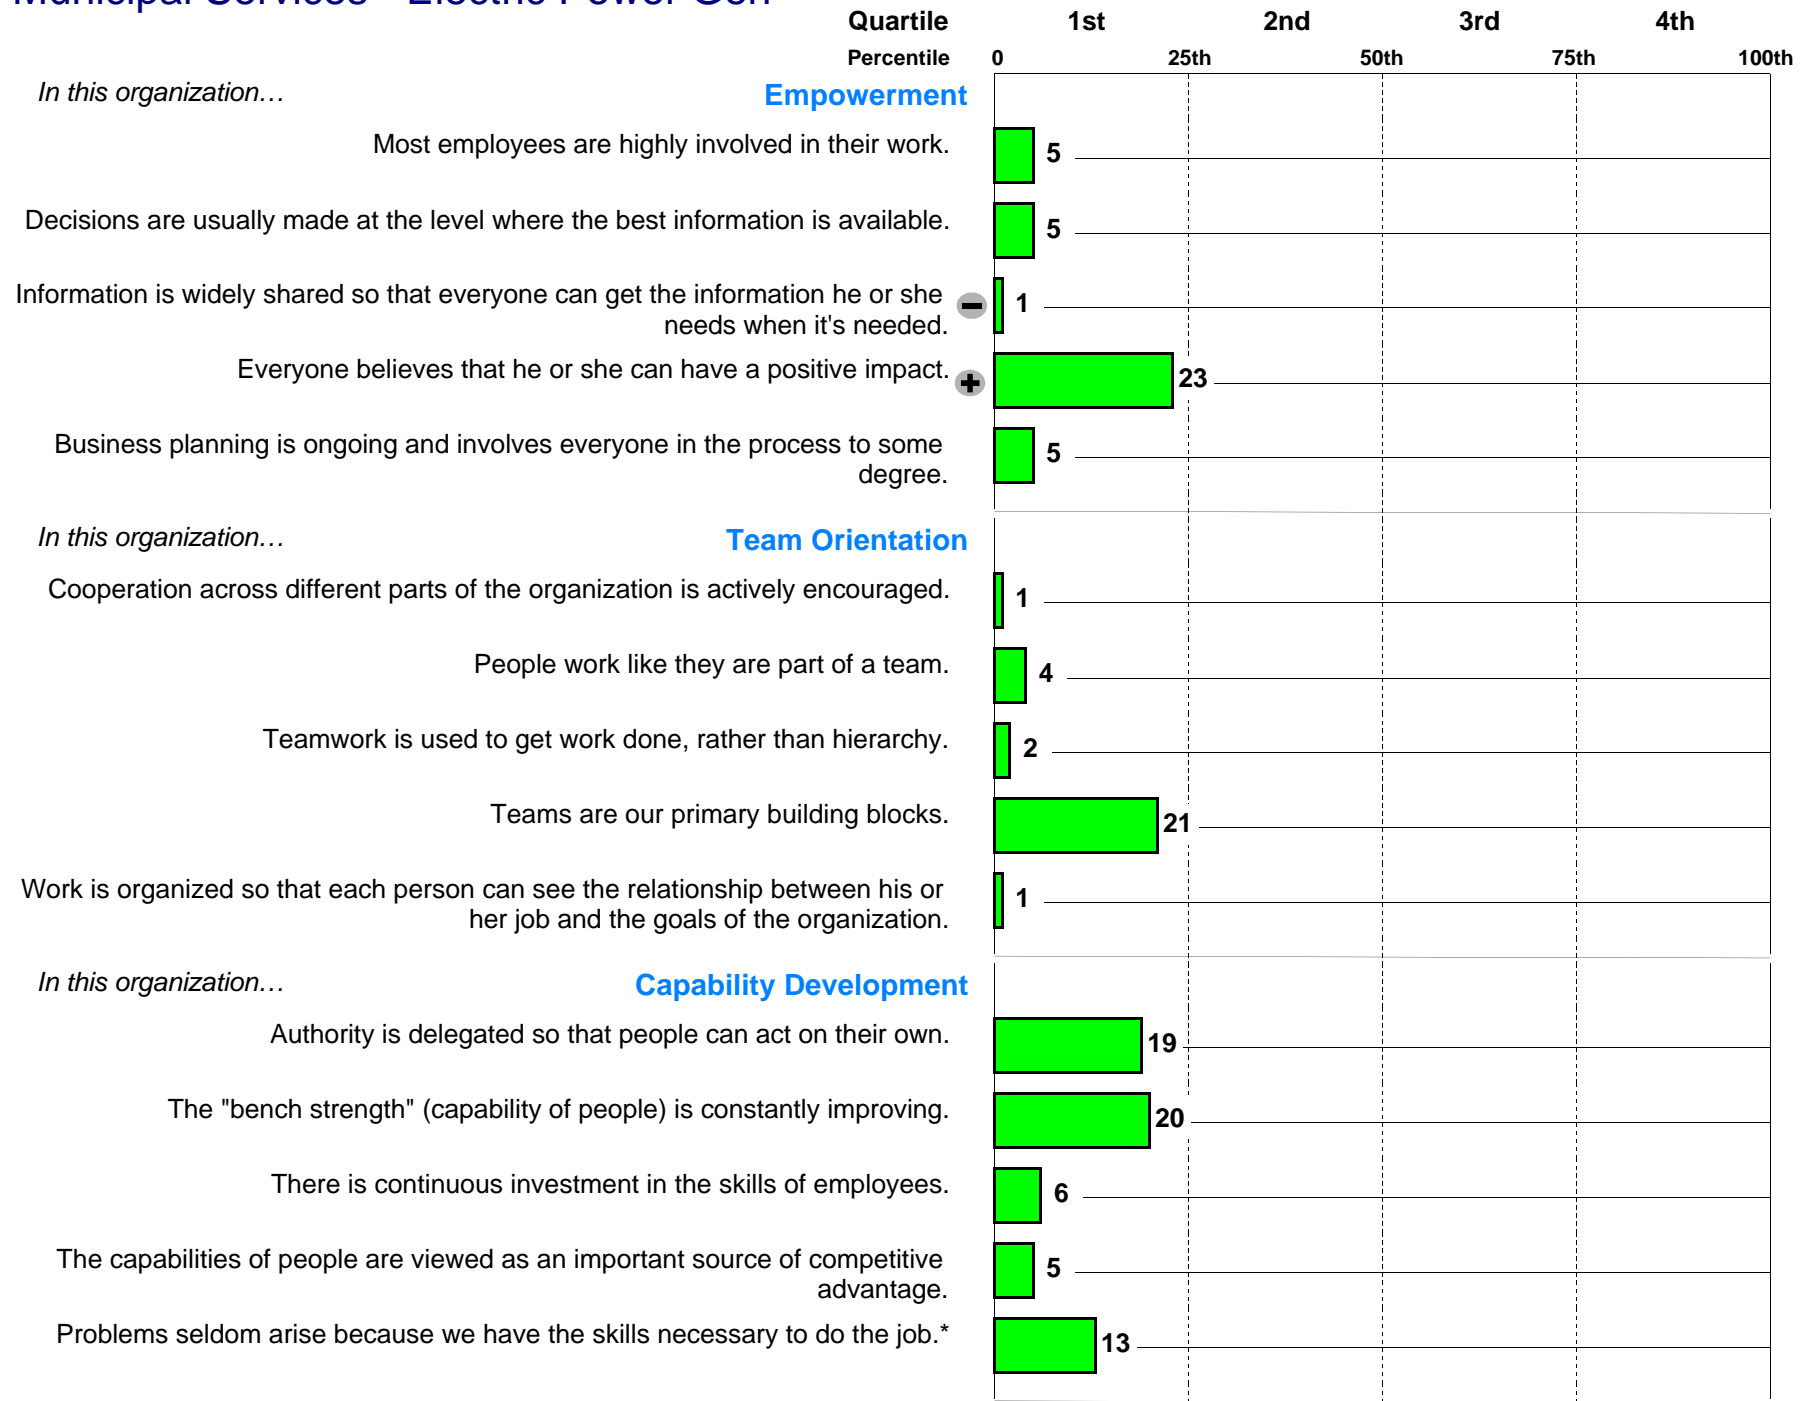 Municipal Services - Electric Power Gen
Quartile 1st 2nd 3rd 4th
Percentile 0 25th 50th 75th 100th
In this organization… Empowerment
Most employees are highly involved in their work. 5
Decisions are usually made at the level where the best information is available. 5
Information is widely shared so that everyone can get the information he or she
needs when it's needed. 1
Everyone believes that he or she can have a positive impact. 23
Business planning is ongoing and involves everyone in the process to some
degree. 5
In this organization… Team Orientation
Cooperation across different parts of the organization is actively encouraged. 1
People work like they are part of a team. 4
Teamwork is used to get work done, rather than hierarchy. 2
Teams are our primary building blocks. 21
Work is organized so that each person can see the relationship between his or
her job and the goals of the organization. 1
In this organization… Capability Development
Authority is delegated so that people can act on their own. 19
The "bench strength" (capability of people) is constantly improving. 20
There is continuous investment in the skills of employees. 6
The capabilities of people are viewed as an important source of competitive
advantage. 5
Problems seldom arise because we have the skills necessary to do the job.* 13